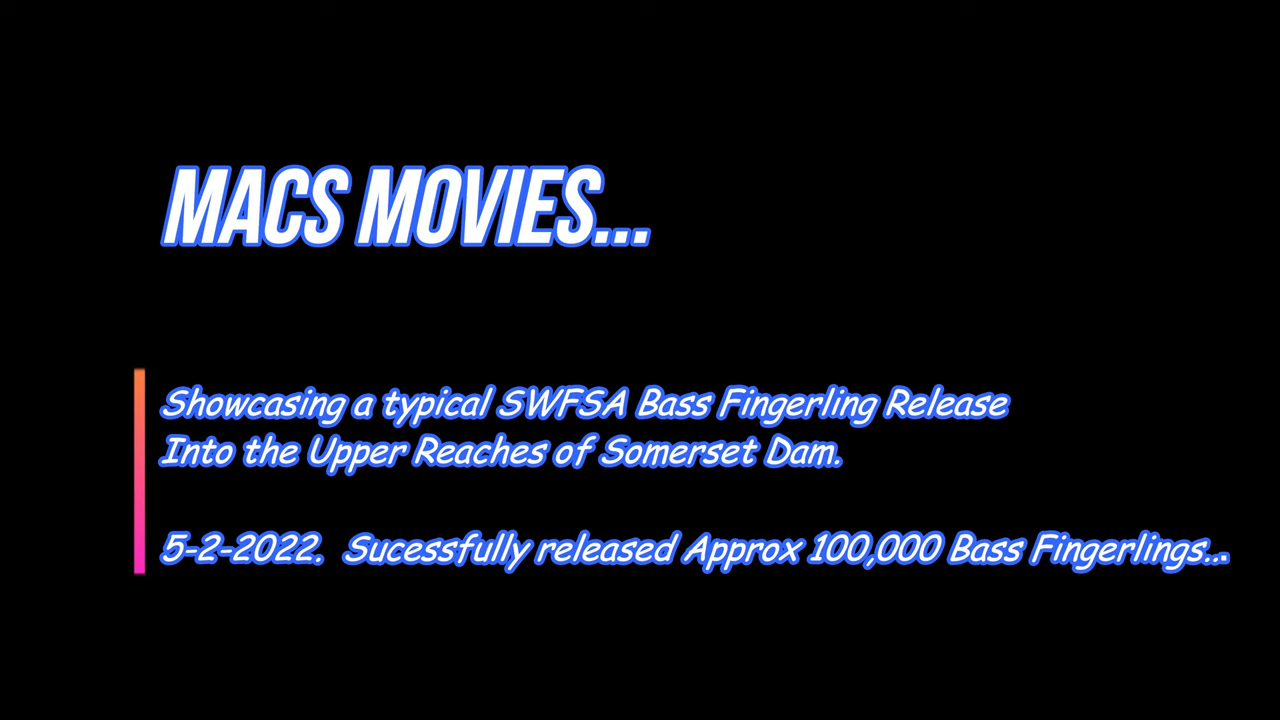 MACS MOVIES...
Showcasing a typical SWFSA Bass Fingerling Release
Into the Upper Reaches of Somerset Dam.
5-2-2022. Sucessfully released Approx 100,000 Bass Fingerlings...